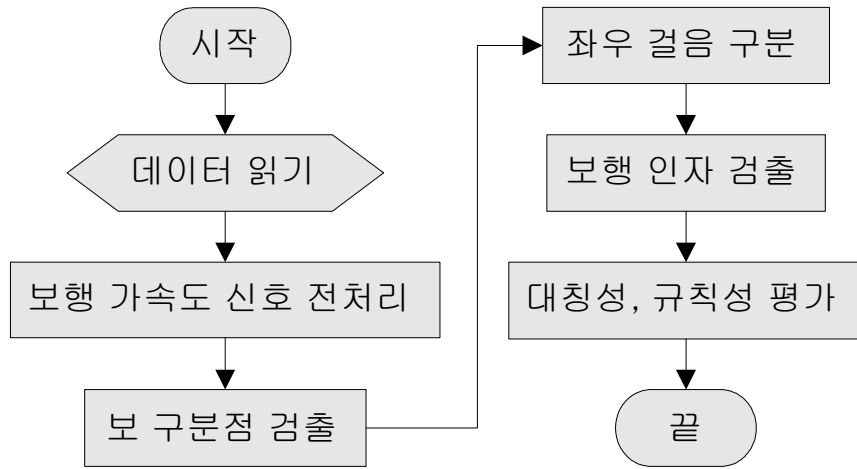 시작
데이터 읽기
보행 가속도 신호 전처리
보 구분점 검출
좌우 걸음 구분
보행 인자 검출
대칭성, 규칙성 평가
끝